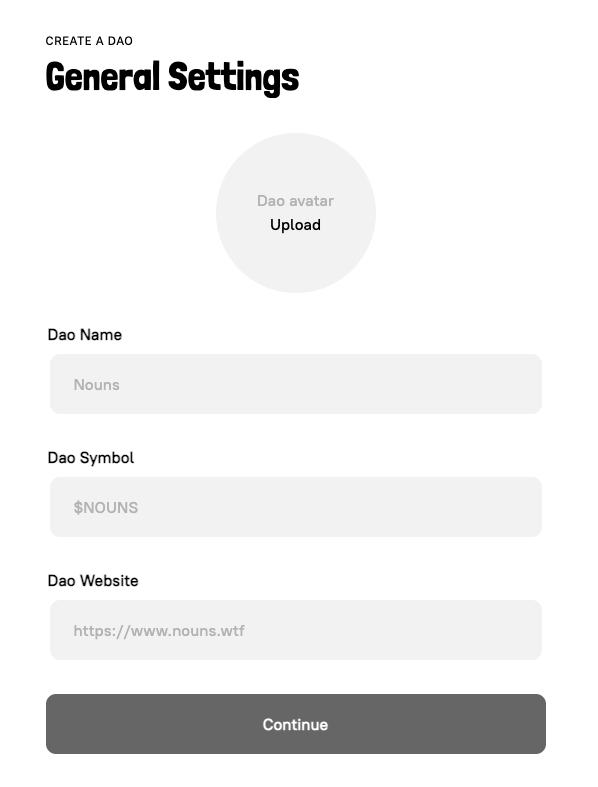 CREATE A DAO
General Settings
Dao avatar
Upload
Dao Name
Nouns
Dao Symbol
$NOUNS
Dao Website
https://www.nouns.wtf
Continue